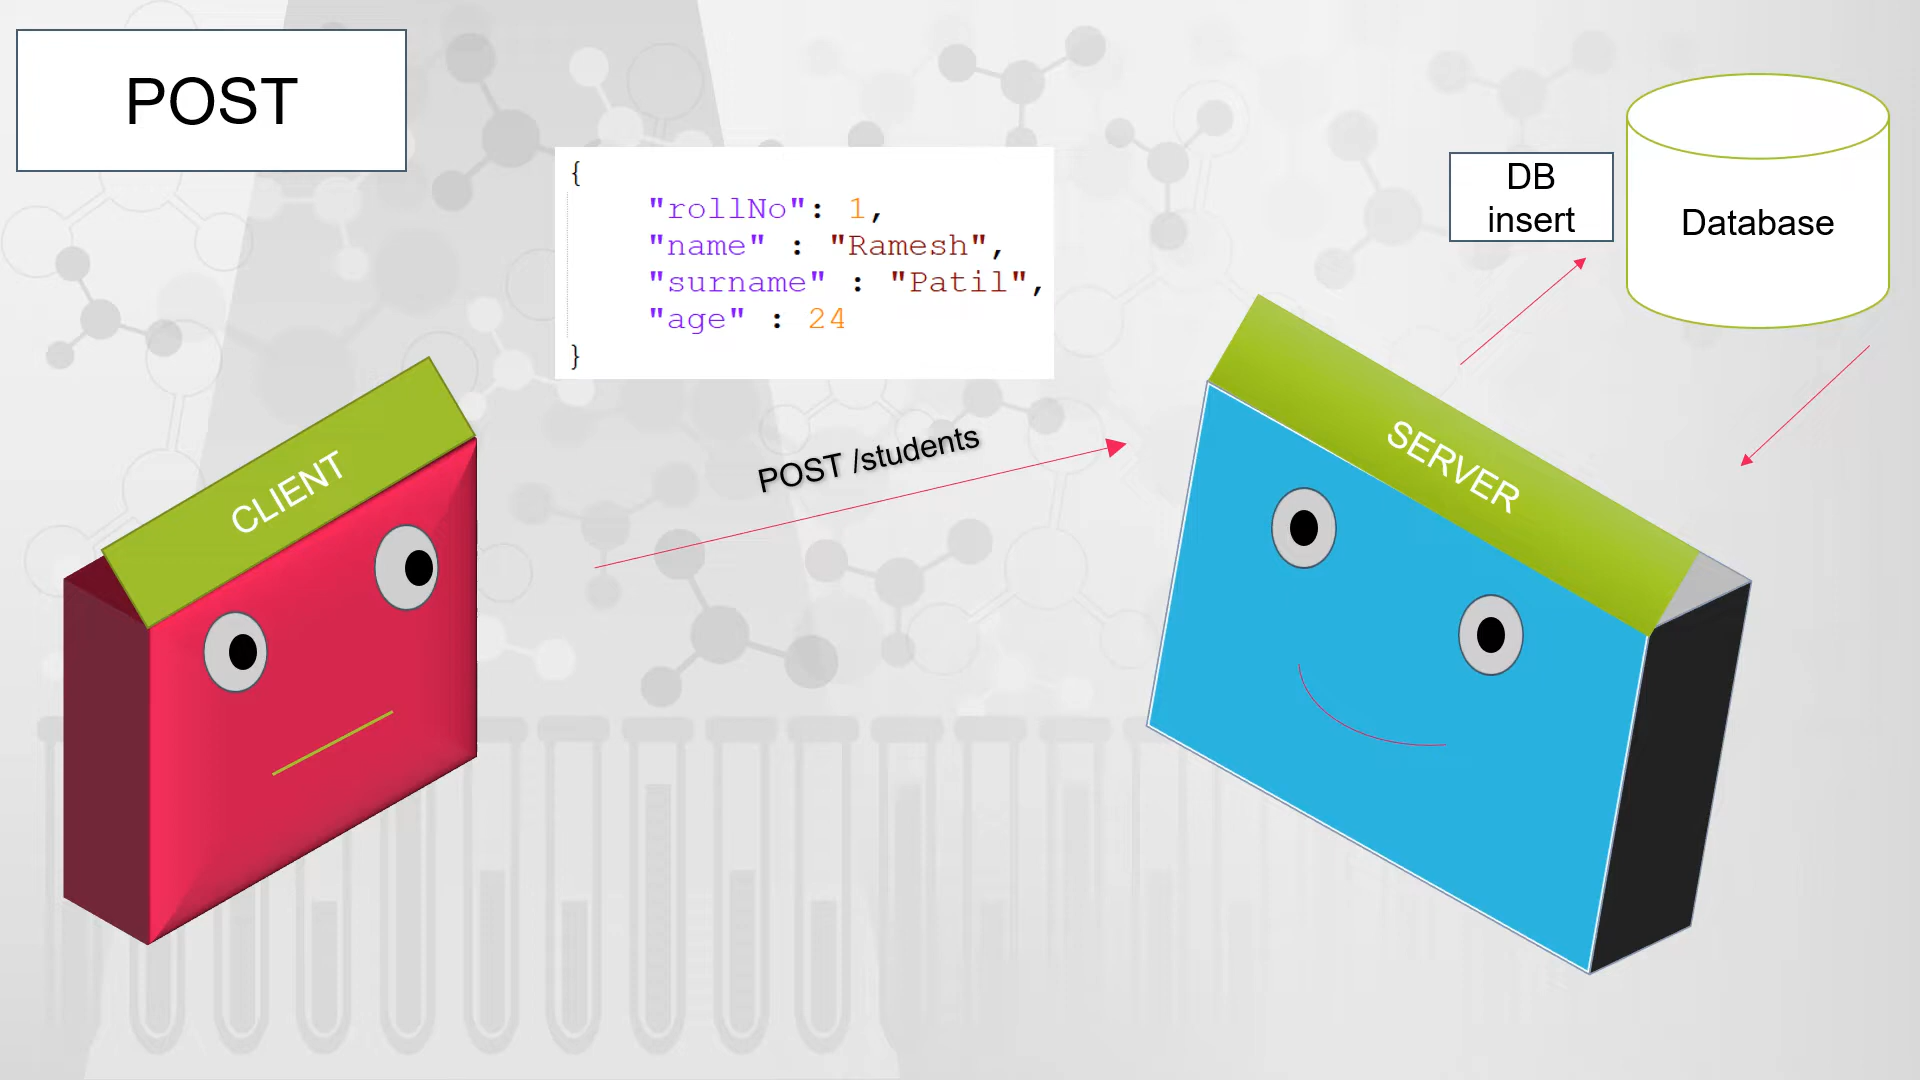 POST
{
"rollNo": 1,
"name" : "Ramesh",
"surname" : "Patil",
"age" : 24
}
DB
insert
Database
POST /students
CLIENT
SERVER